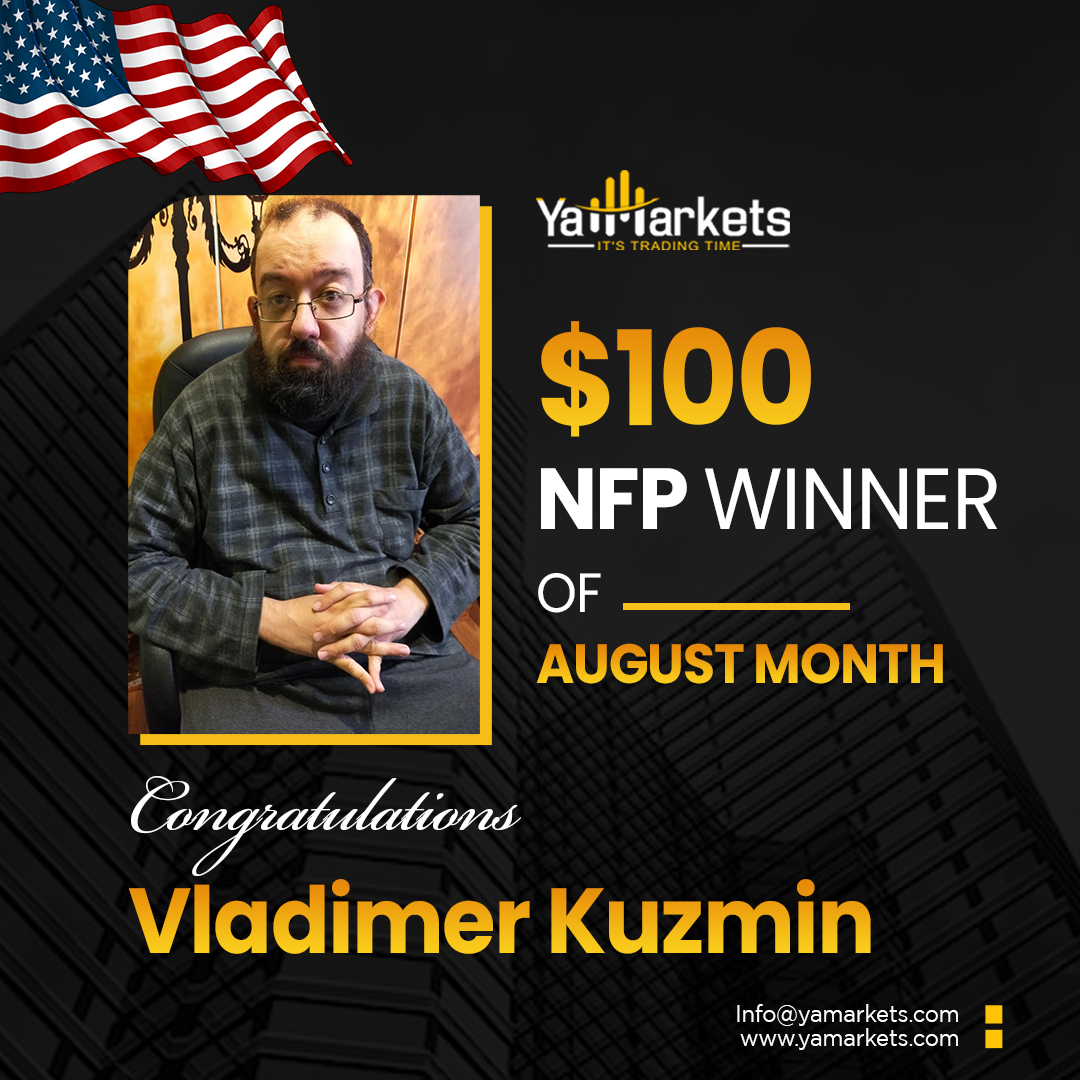 YaMarkets
IT'S TRADING TIME
$100
NFP WINNER
OF
AUGUST MONTH
Congratulations
Vladimer Kuzmin
Info@yamarkets.com
www.yamarkets.com